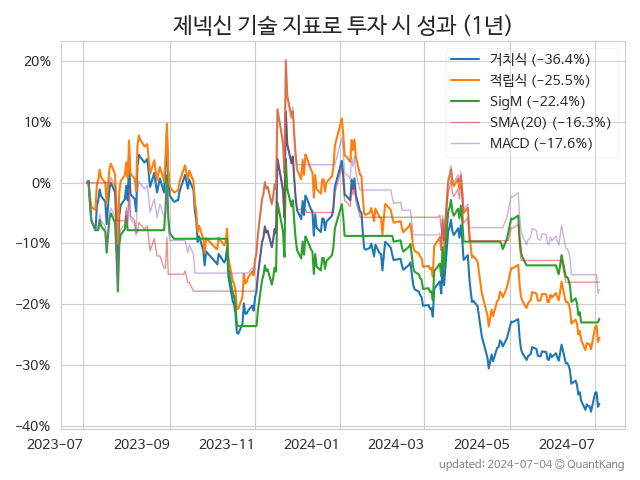 제넥신 기술 지표로 투자 시 성과 (1년)
거치식 (-36.4%)
적립식 (-25.5%)
SigM (-22.4%)
SMA(20) (-16.3%)
MACD (-17.6%)
20%
10%
0%
-10%
-20%
-30%
-40%
2023-07 2023-09 2023-11 2024-01 2024-03 2024-05 2024-07
updated: 2024-07-04 © QuantKang